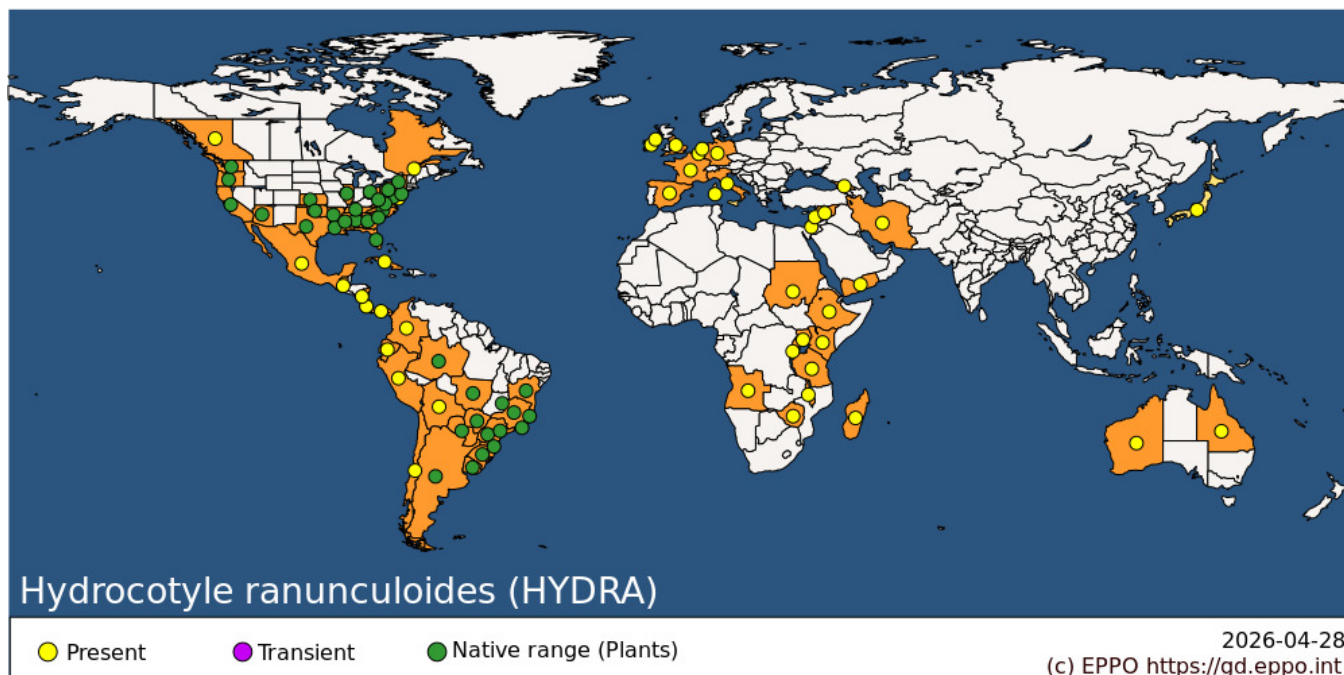 Hydrocotyle ranunculoides (HYDRA)
Present
Transient
Native range (Plants)
2026-04-28
(c) EPPO https://gd.eppo.int